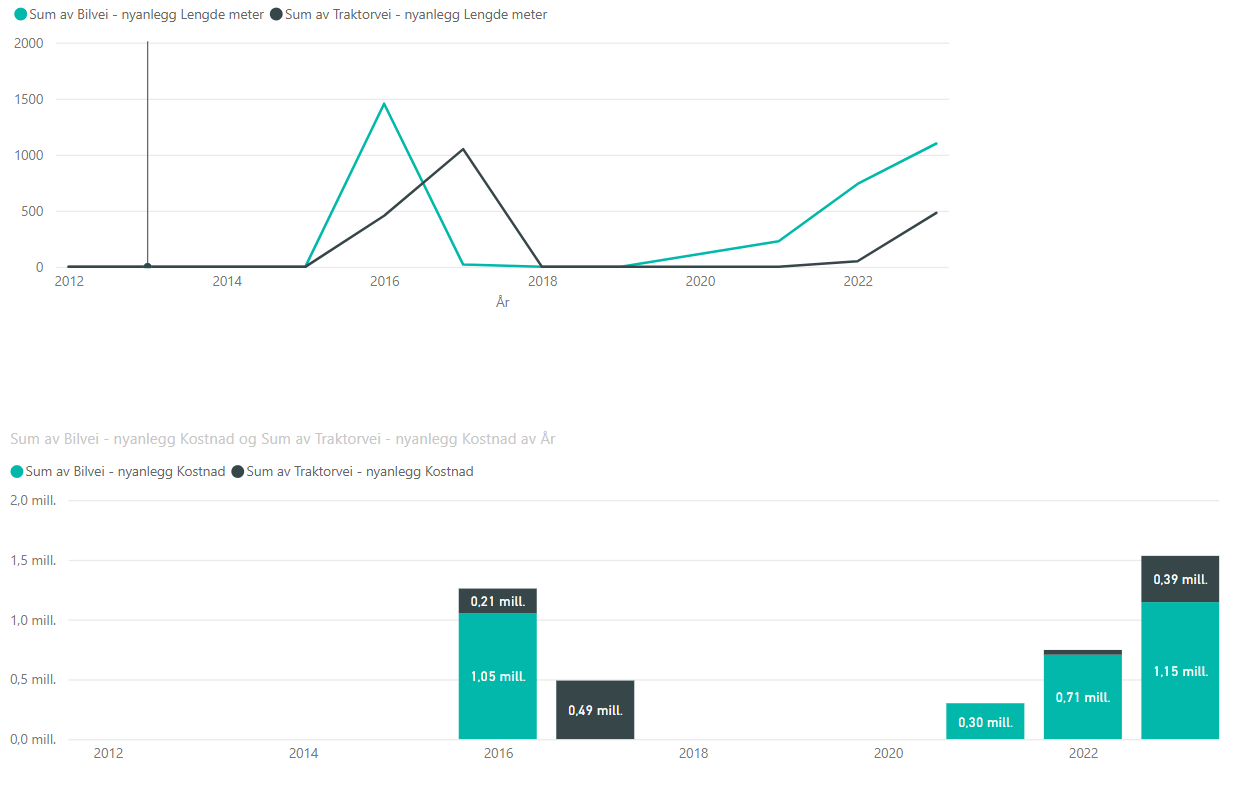 Sum av Bilvei - nyanlegg Lengde meter Sum av Traktorvei - nyanlegg Lengde meter
2000
1500
1000
500
0
2012 2014 2016 2018 2020 2022
År
Sum av Bilvei - nyanlegg Kostnad og Sum av Traktorvei - nyanlegg Kostnad av År
Sum av Bilvei - nyanlegg Kostnad Sum av Traktorvei - nyanlegg Kostnad
2,0 mill.
1,5 mill.
0,39 mill.
0,21 mill.
1,0 mill.
1,15 mill.
1,05 mill.
0,5 mill.
0,71 mill.
0,49 mill.
0,30 mill.
0,0 mill.
2012 2014 2016 2018 2020 2022